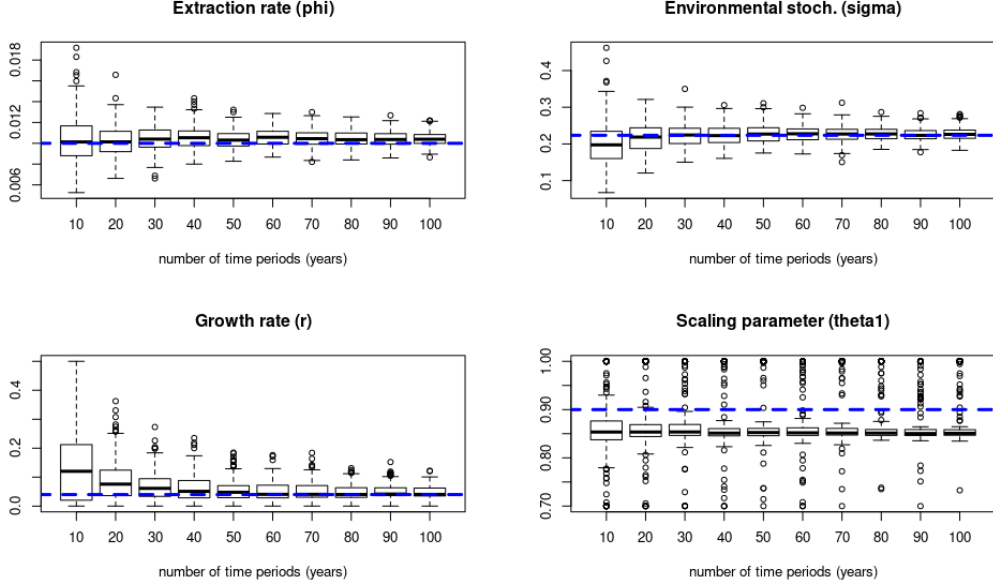 Extraction rate (phi)
0.018
0.012
0.006
10 20 30 40 50 60 70 80 90 100
number of time periods (years)
Environmental stoch. (sigma)
0.4
0.3
0.2
0.1
10 20 30 40 50 60 70 80 90 100
number of time periods (years)
Growth rate (r)
0.4
0.2
0.0
10 20 30 40 50 60 70 80 90 100
number of time periods (years)
Scaling parameter (theta1)
1.00
0.90
0.80
0.70
10 20 30 40 50 60 70 80 90 100
number of time periods (years)